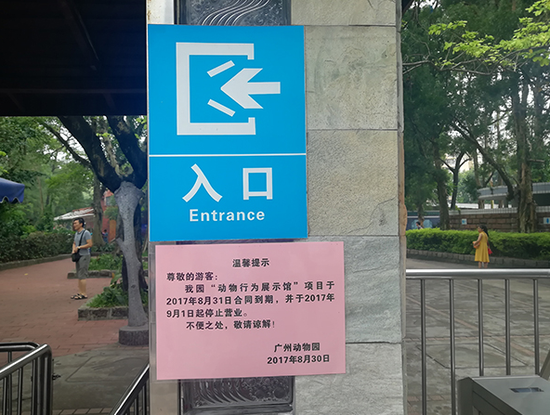 入口
Entrance
温馨提示
尊敬的游客：
我园“动物行为展示馆”项目于
2017年8月31日合同到期，并于2017年
9月1日起停止营业。
不便之处，敬请谅解！
广州动物园
2017年8月30日